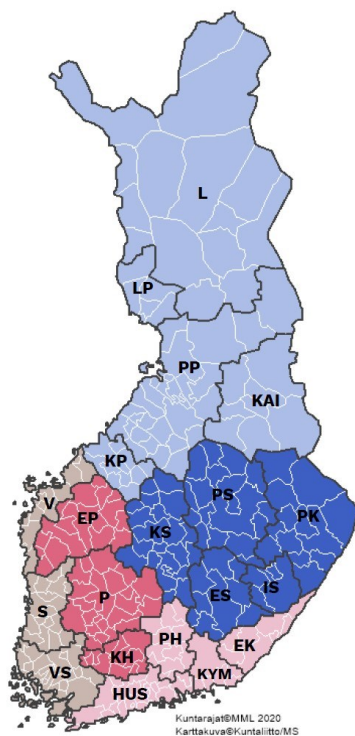 L
LP
PP
KAI
KP
PS
V
EP
KS
PK
P
ES
IS
S
PH
EK
KH
VS
KYM
HUS
Kuntarajat©MML 2020
Karttakuva©Kuntaliitto/MS